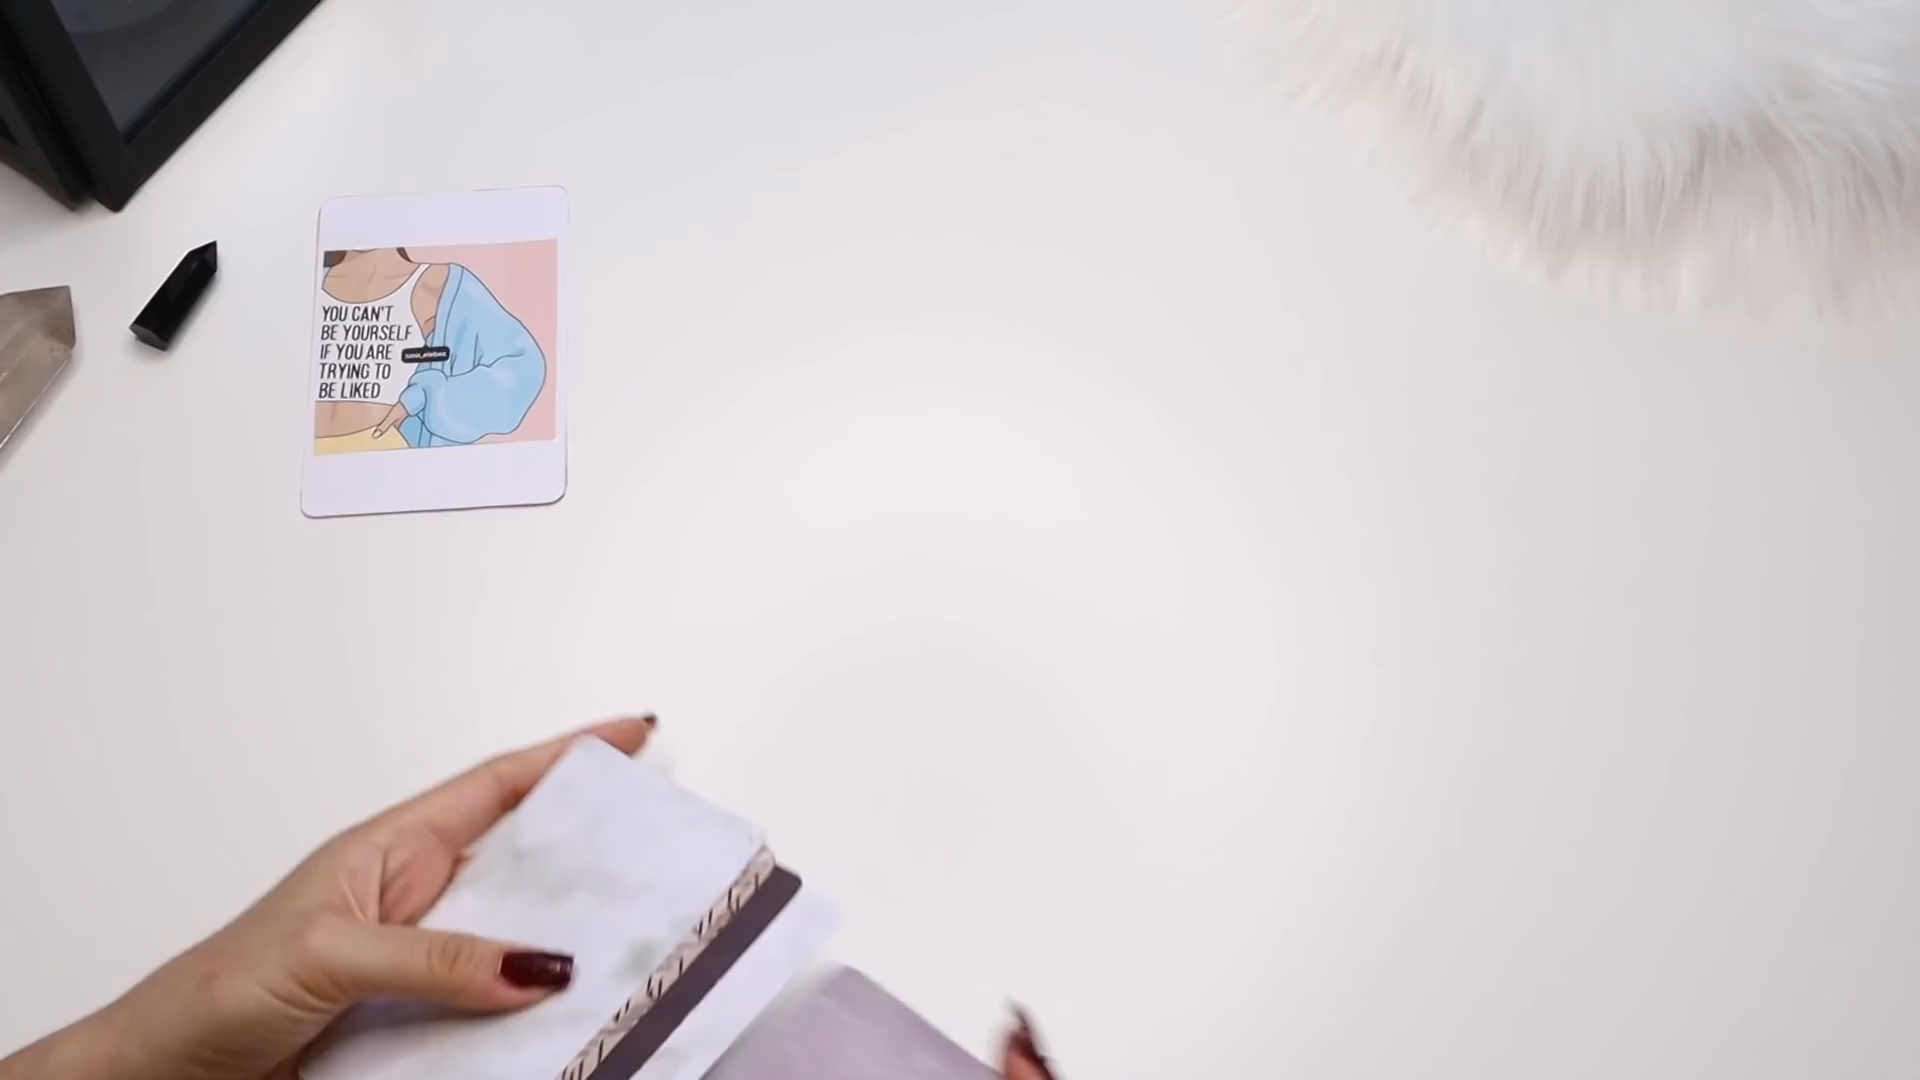 YOU CAN'T
BE YOURSELF
IF YOU ARE
TRYING TO
BE LIKED